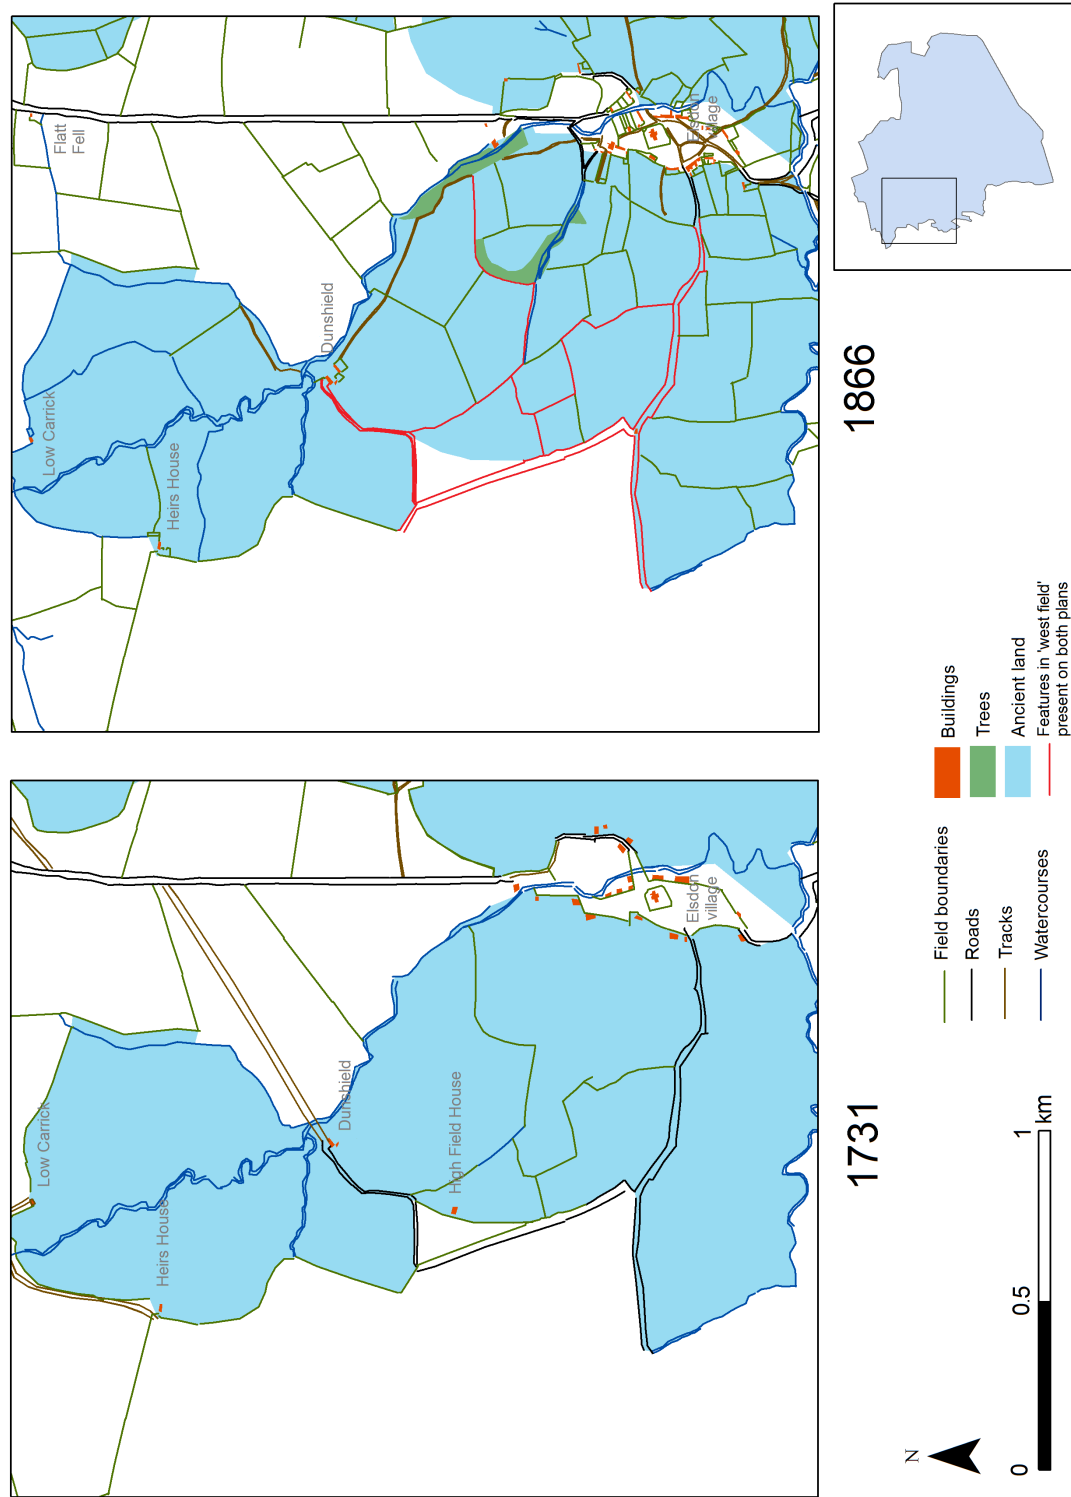 Low Carrick
Heirs House
Dunshield
High Field House
Elsdon
village
1731
Flatt
Fell
Low Carrick
Heirs House
Dunshield
Elsdon
village
1866
N
0
0.5
1
km
Field boundaries
Roads
Tracks
Watercourses
Buildings
Trees
Ancient land
Features in 'west field'
present on both plans